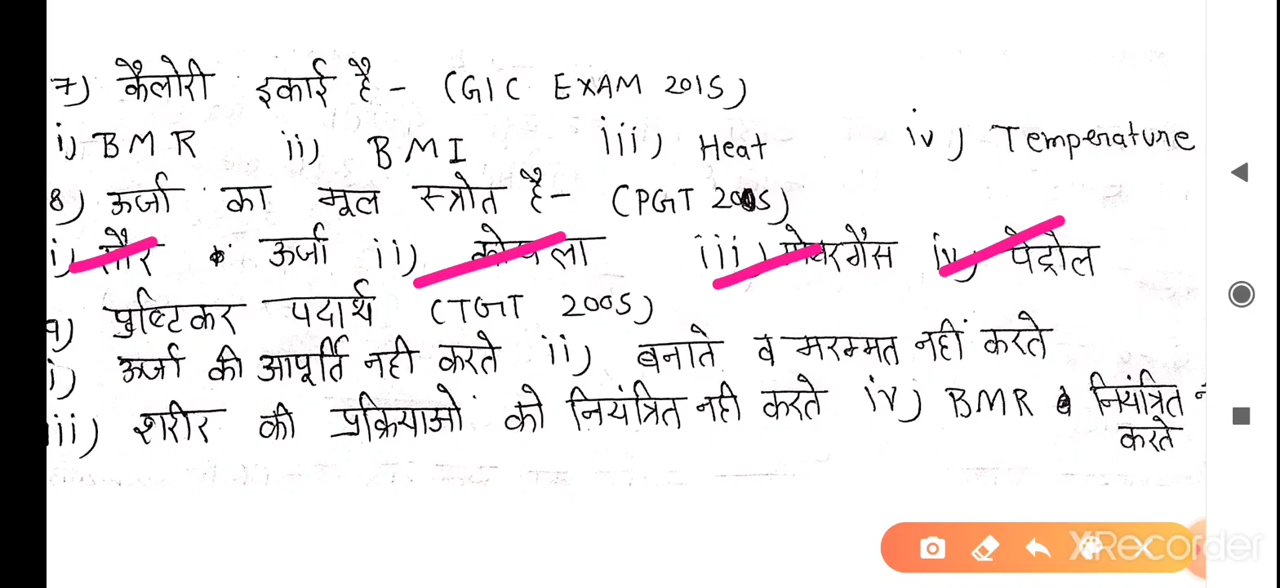 7) कैलोरी इकाई है - (GIC EXAM 2015)
i) BMR ii) BMI iii) Heat iv) Temperature
8) ऊर्जा का मूल स्त्रोत है- (PGT 2005)
i) सौर ऊर्जा ii) कोयला iii) गोबरगैस iv) पेट्रोल
9) पुष्टिकर पदार्थ (TGT 2005)
i) ऊर्जा की आपूर्ति नही करते ii) बनाते व मरम्मत नहीं करते
iii) शरीर की प्रक्रियाओ को नियंत्रित नही करते iv) BMR नियंत्रित
करते
XRecorder